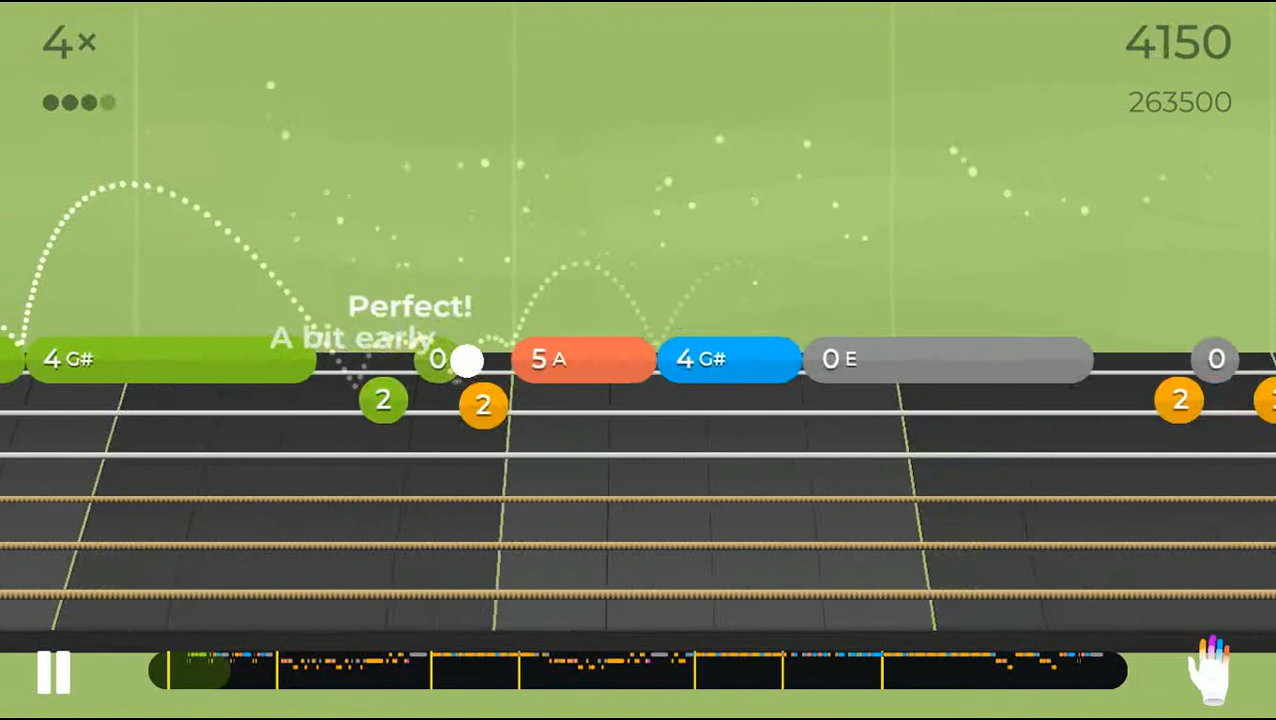 4×
4150
263500
Perfect!
A bit early
4 G#
0
5 A
4 G#
0 E
0
2
2
2